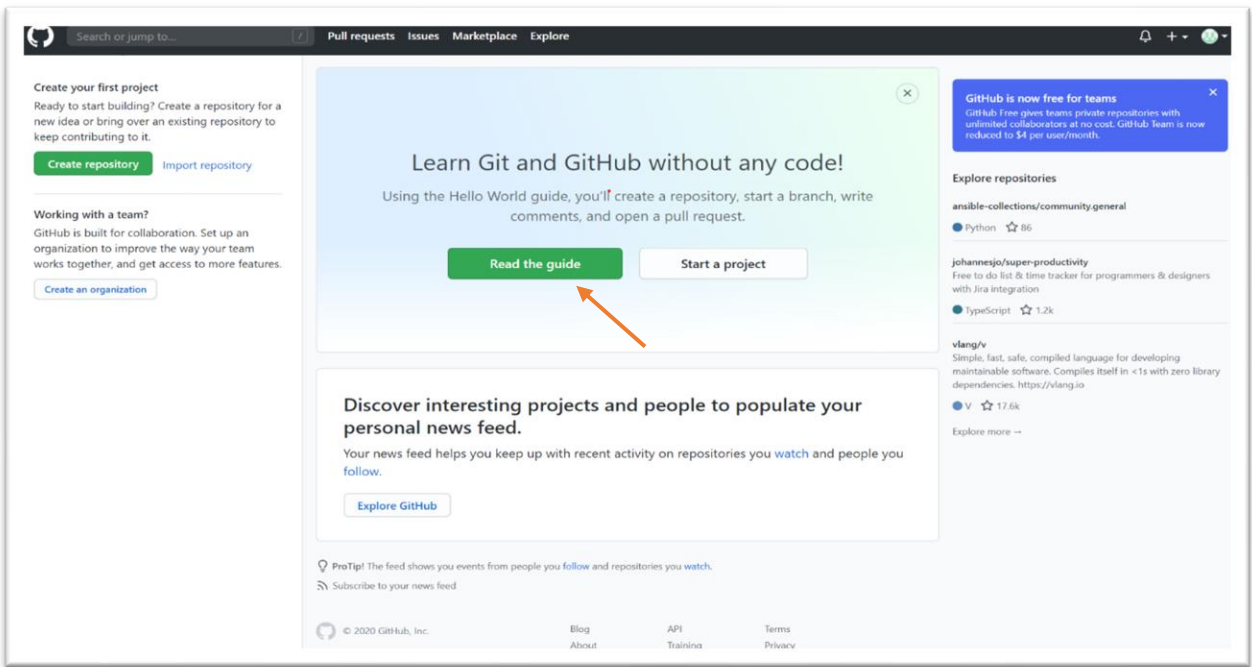 Search or jump to...
/
Pull requests Issues Marketplace Explore
Create your first project
Ready to start building? Create a repository for a
new idea or bring over an existing repository to
keep contributing to it.
Create repository Import repository
Working with a team?
GitHub is built for collaboration. Set up an
organization to improve the way your team
works together, and get access to more features.
Create an organization
Learn Git and GitHub without any code!
Using the Hello World guide, you'll create a repository, start a branch, write
comments, and open a pull request.
Read the guide Start a project
Discover interesting projects and people to populate your
personal news feed.
Your news feed helps you keep up with recent activity on repositories you watch and people you
follow.
Explore GitHub
ProTip! The feed shows you events from people you follow and repositories you watch.
Subscribe to your news feed
GitHub is now free for teams
GitHub Free gives teams private repositories with
unlimited collaborators at no cost. GitHub Team is now
reduced to $4 per user/month.
Explore repositories
ansible-collections/community.general
Python 86
johannesjo/super-productivity
Free to do list & time tracker for programmers & designers
with Jira integration
TypeScript 1.2k
vlang/v
Simple, fast, safe, compiled language for developing
maintainable software. Compiles itself in <1s with zero library
dependencies. https://vlang.io
V 17.6k
Explore more →
© 2020 GitHub, Inc.
Blog API Terms
About Training Privacy